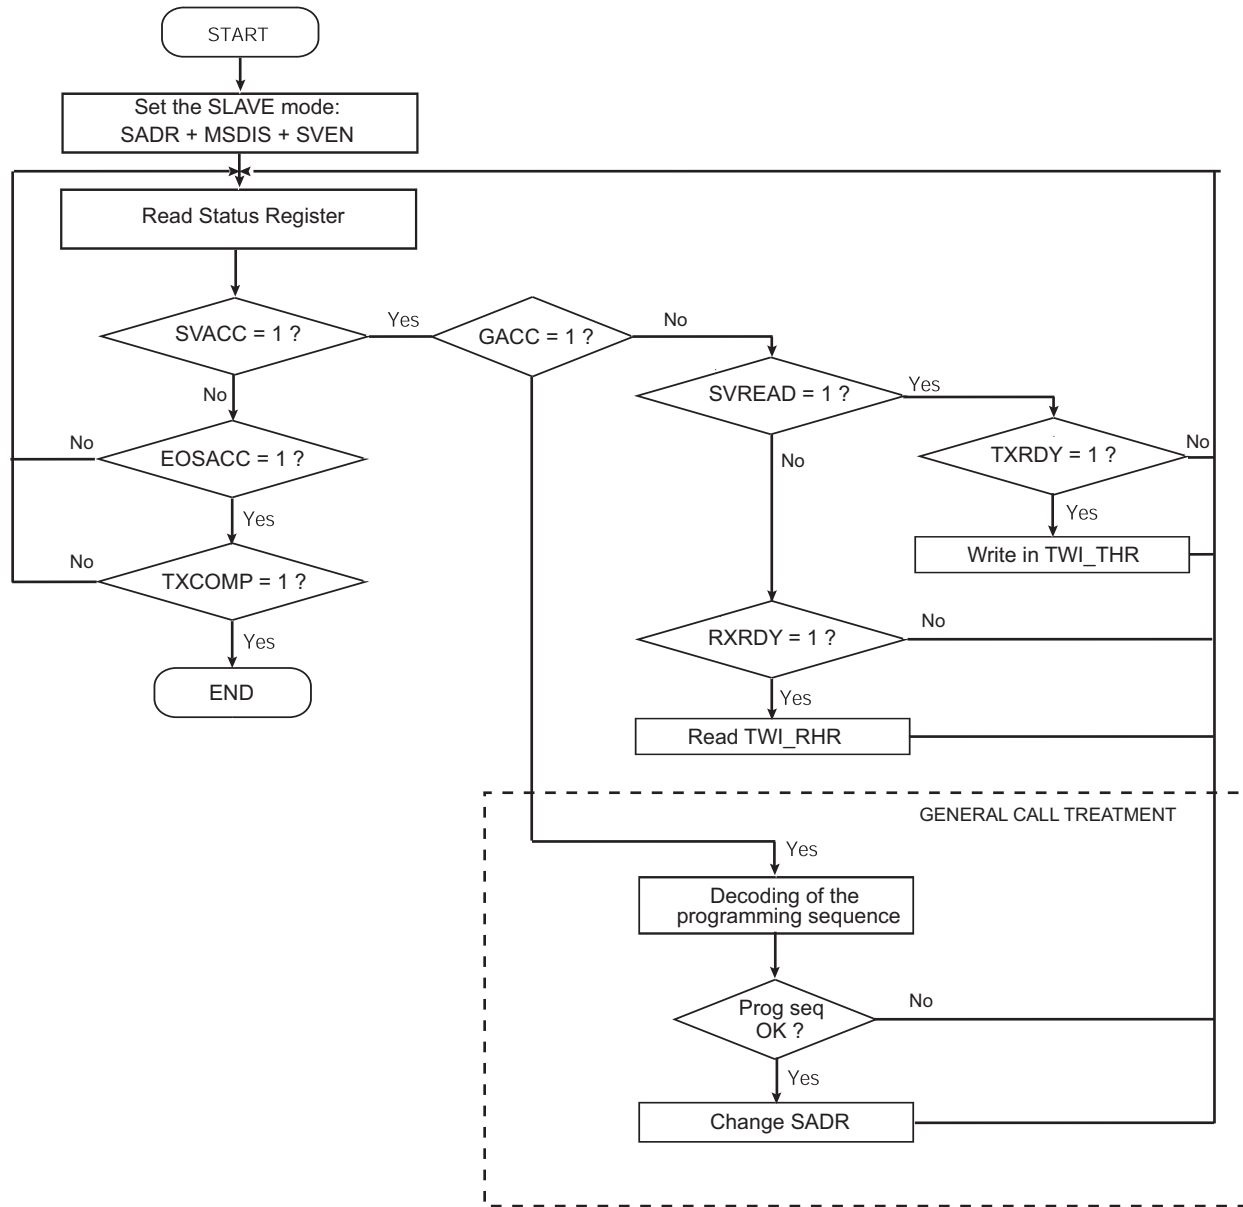 START
Set the SLAVE mode:
SADR + MSDIS + SVEN
Read Status Register
SVACC = 1 ?
Yes
GACC = 1 ?
No
No
SVREAD = 1 ?
Yes
No
EOSACC = 1 ?
No
TXRDY = 1 ?
No
Yes
Yes
Write in TWI_THR
No
TXCOMP = 1 ?
Yes
RXRDY = 1 ?
No
END
Yes
Read TWI_RHR
GENERAL CALL TREATMENT
Yes
Decoding of the
programming sequence
Prog seq
OK ?
No
Yes
Change SADR